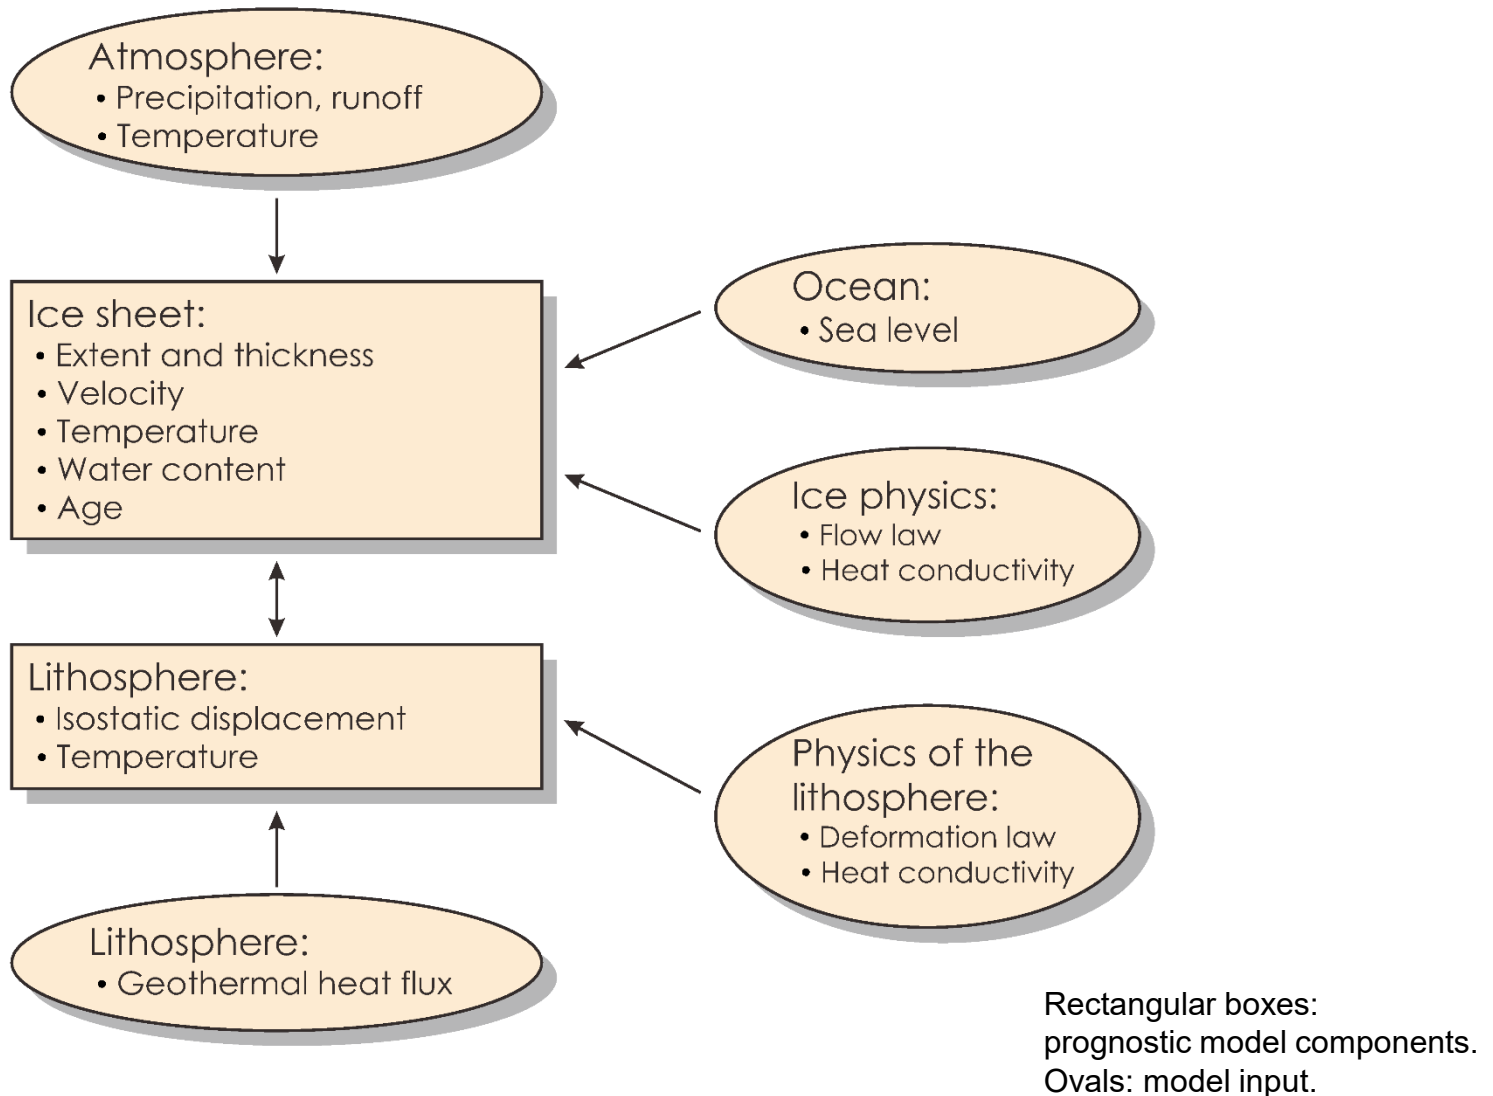 Atmosphere:
• Precipitation, runoff
• Temperature
Ice sheet:
• Extent and thickness
• Velocity
• Temperature
• Water content
• Age
Ocean:
• Sea level
Ice physics:
• Flow law
• Heat conductivity
Lithosphere:
• Isostatic displacement
• Temperature
Physics of the
lithosphere:
• Deformation law
• Heat conductivity
Lithosphere:
• Geothermal heat flux
Rectangular boxes:
prognostic model components.
Ovals: model input.